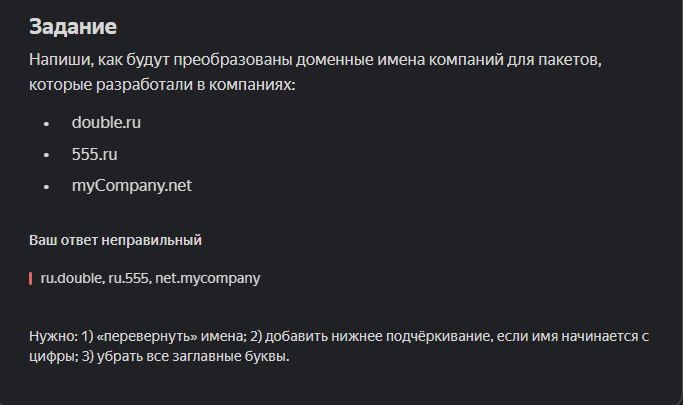 Задание
Напиши, как будут преобразованы доменные имена компаний для пакетов,
которые разработали в компаниях:
• double.ru
• 555.ru
• myCompany.net
Ваш ответ неправильный
ru.double, ru.555, net.mycompany
Нужно: 1) «перевернуть» имена; 2) добавить нижнее подчёркивание, если имя начинается с
цифры; 3) убрать все заглавные буквы.